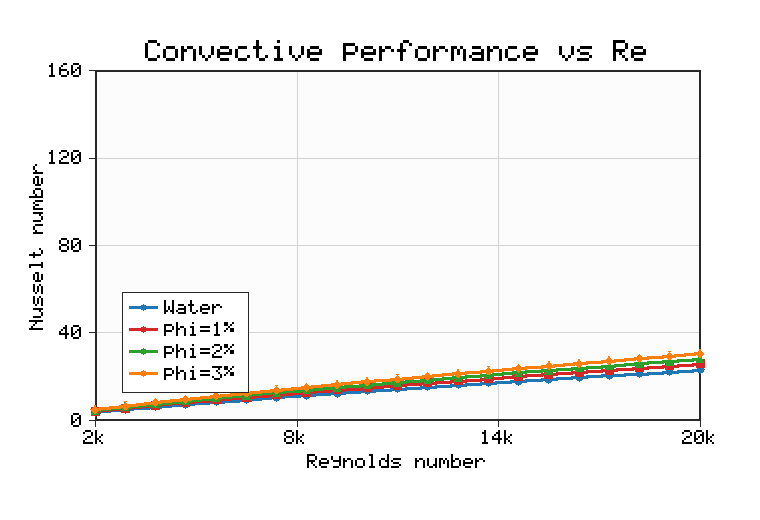 Convective Performance vs Re
160
120
80
40
0
Nusselt number
Water
Phi=1%
Phi=2%
Phi=3%
2k 8k 14k 20k
Reynolds number